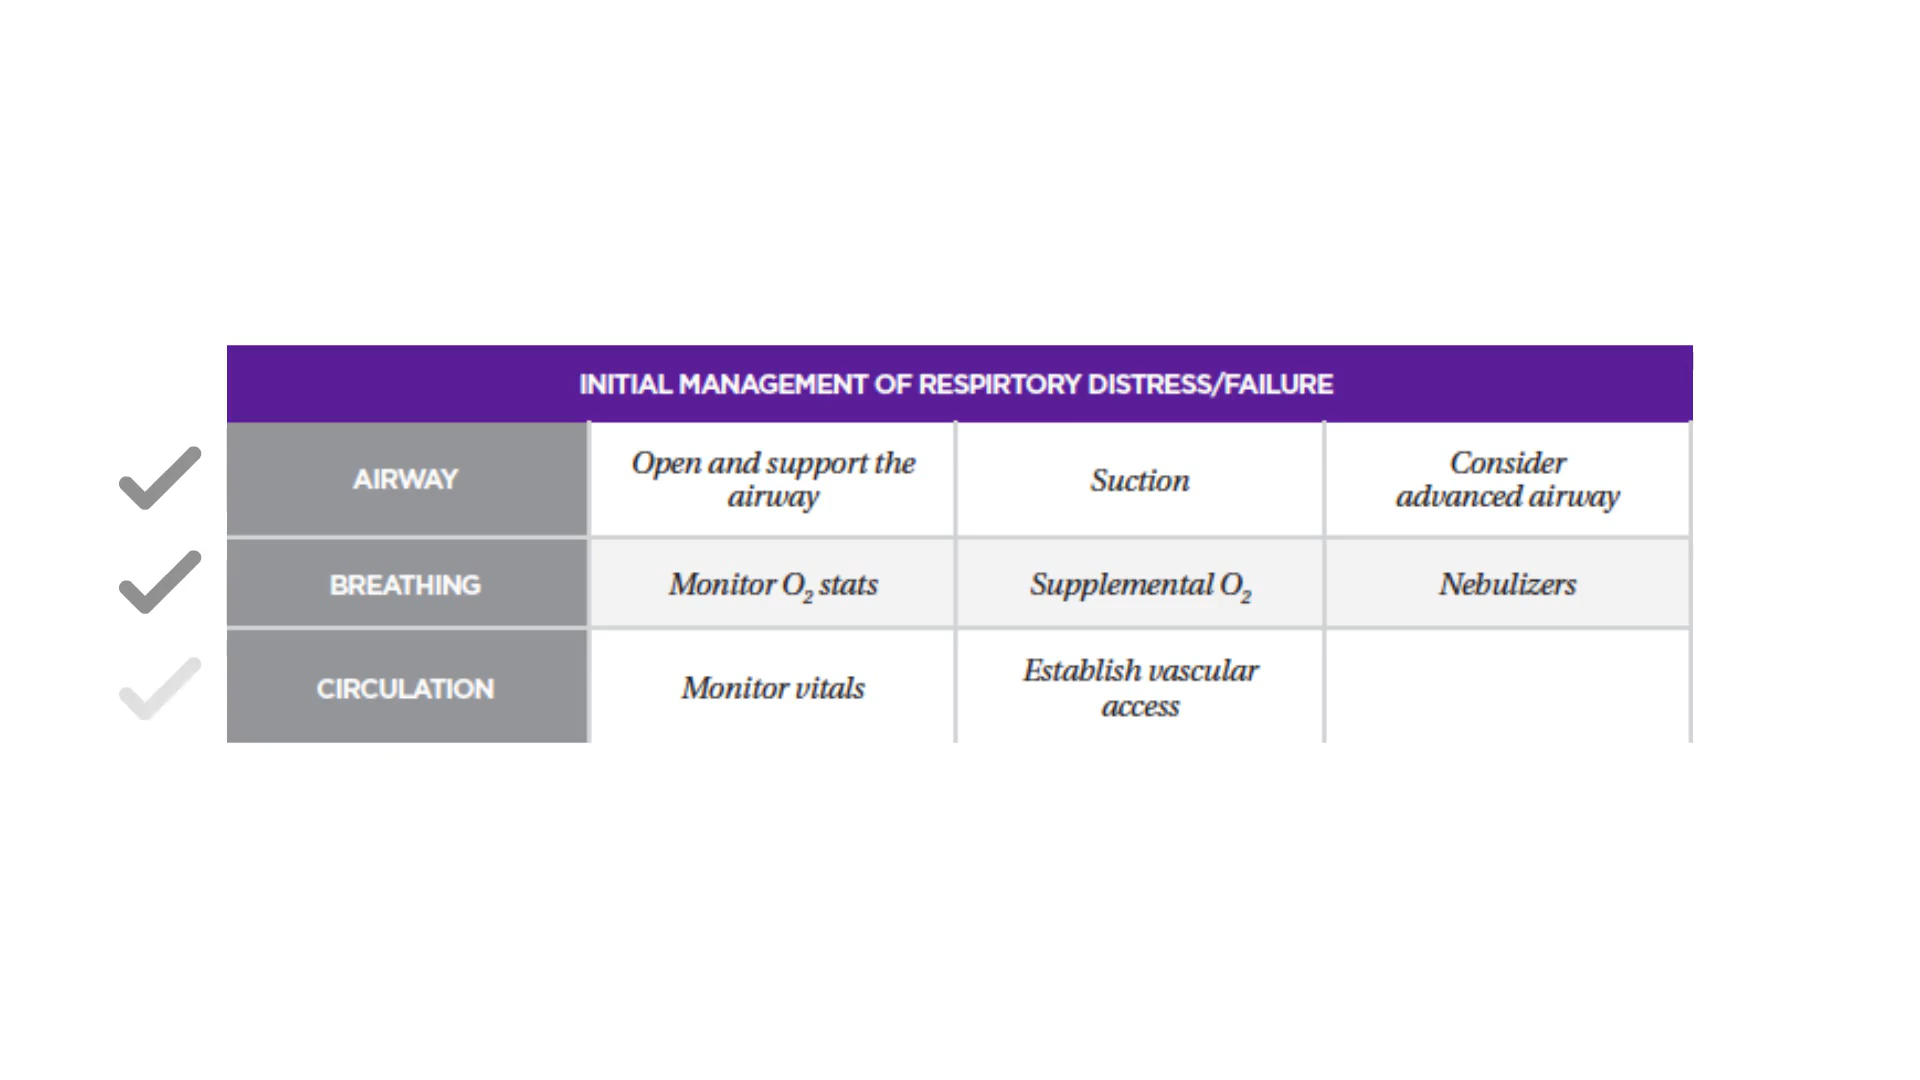 INITIAL MANAGEMENT OF RESPIRTORY DISTRESS/FAILURE
AIRWAY
Open and support the
airway
Suction
Consider
advanced airway
BREATHING
Monitor O₂ stats
Supplemental O₂
Nebulizers
CIRCULATION
Monitor vitals
Establish vascular
access